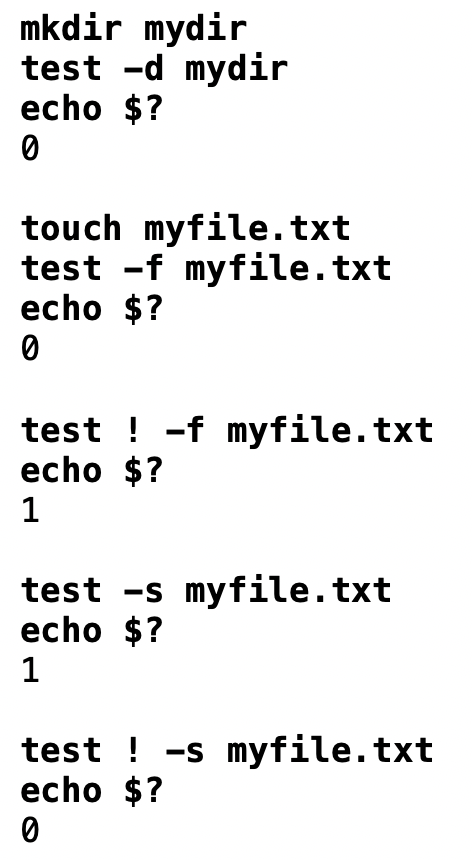 mkdir mydir
test -d mydir
echo $?
0
touch myfile.txt
test -f myfile.txt
echo $?
0
test ! -f myfile.txt
echo $?
1
test -s myfile.txt
echo $?
1
test ! -s myfile.txt
echo $?
0